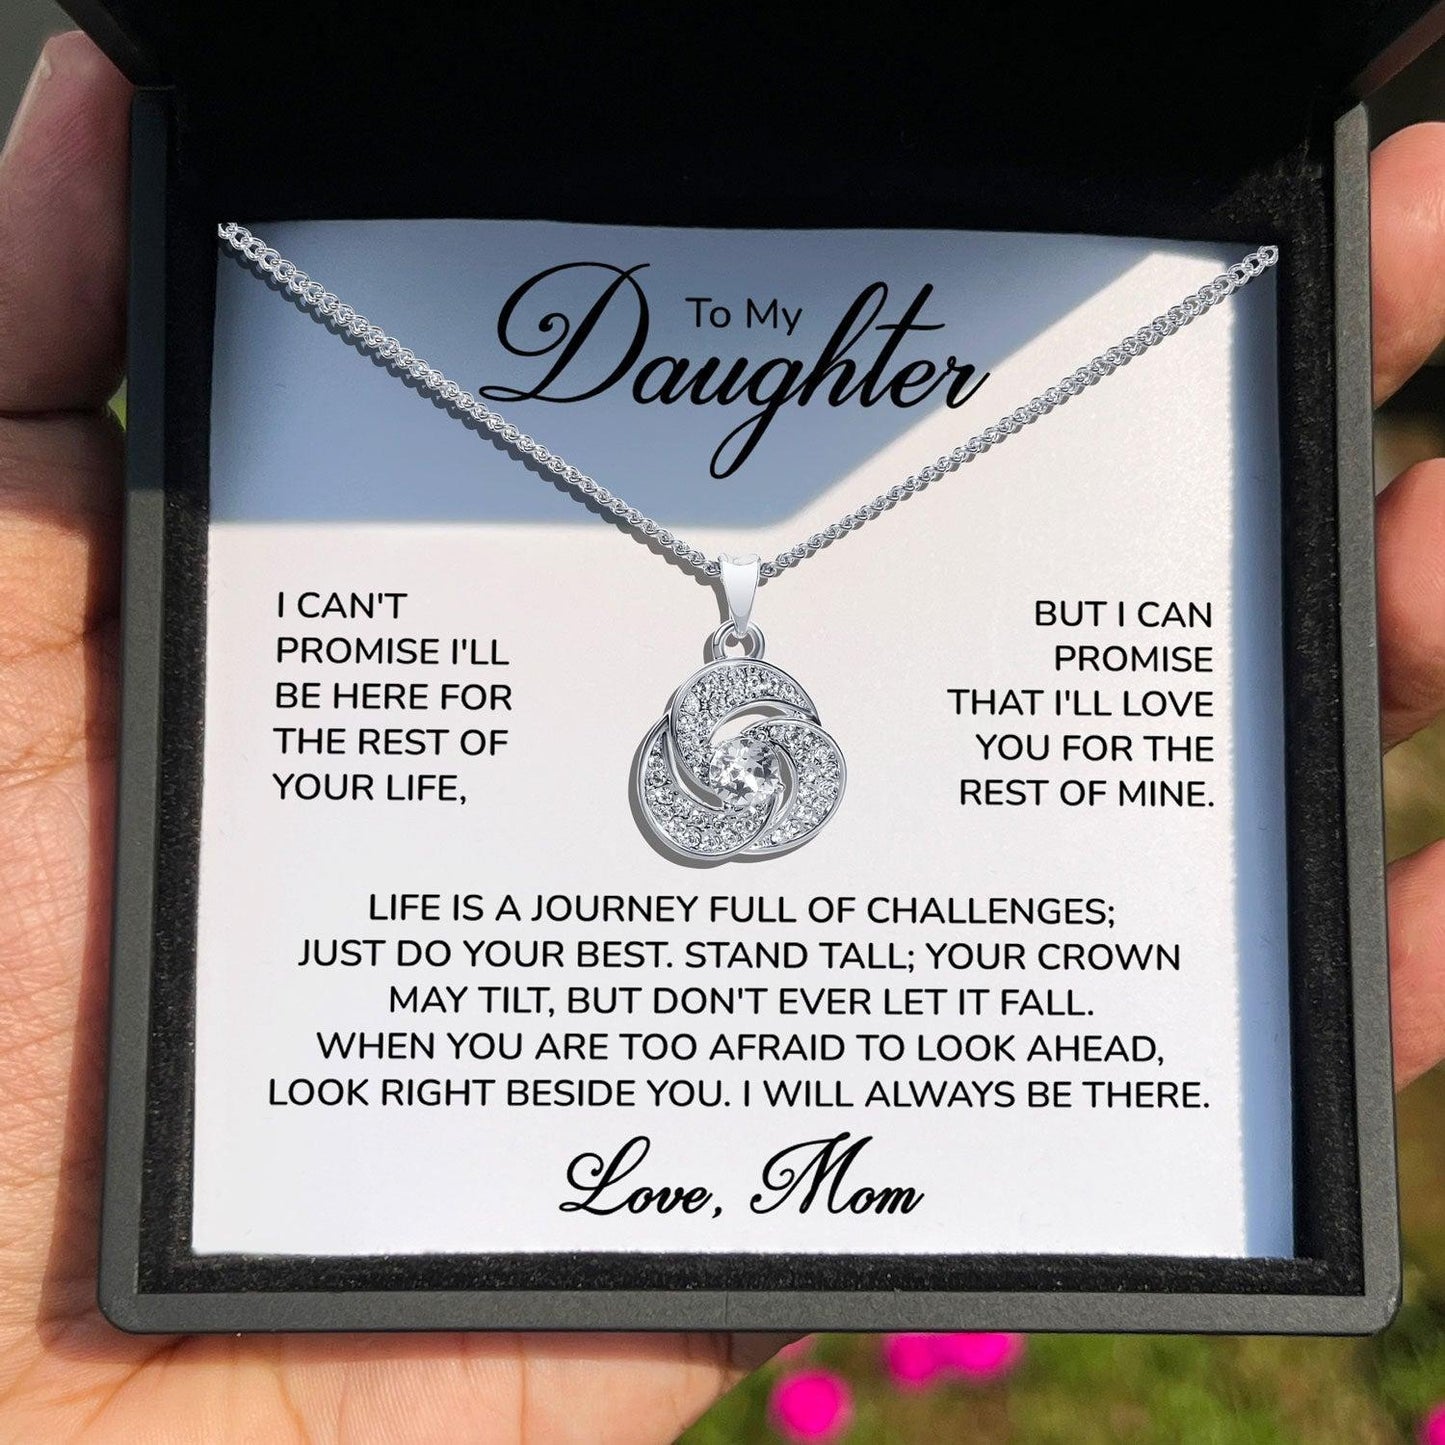 To My
Daughter
I CAN'T
PROMISE I'LL
BE HERE FOR
THE REST OF
YOUR LIFE,
BUT I CAN
PROMISE
THAT I'LL LOVE
YOU FOR THE
REST OF MINE.
LIFE IS A JOURNEY FULL OF CHALLENGES;
JUST DO YOUR BEST. STAND TALL; YOUR CROWN
MAY TILT, BUT DON'T EVER LET IT FALL.
WHEN YOU ARE TOO AFRAID TO LOOK AHEAD,
LOOK RIGHT BESIDE YOU. I WILL ALWAYS BE THERE.
Love, Mom